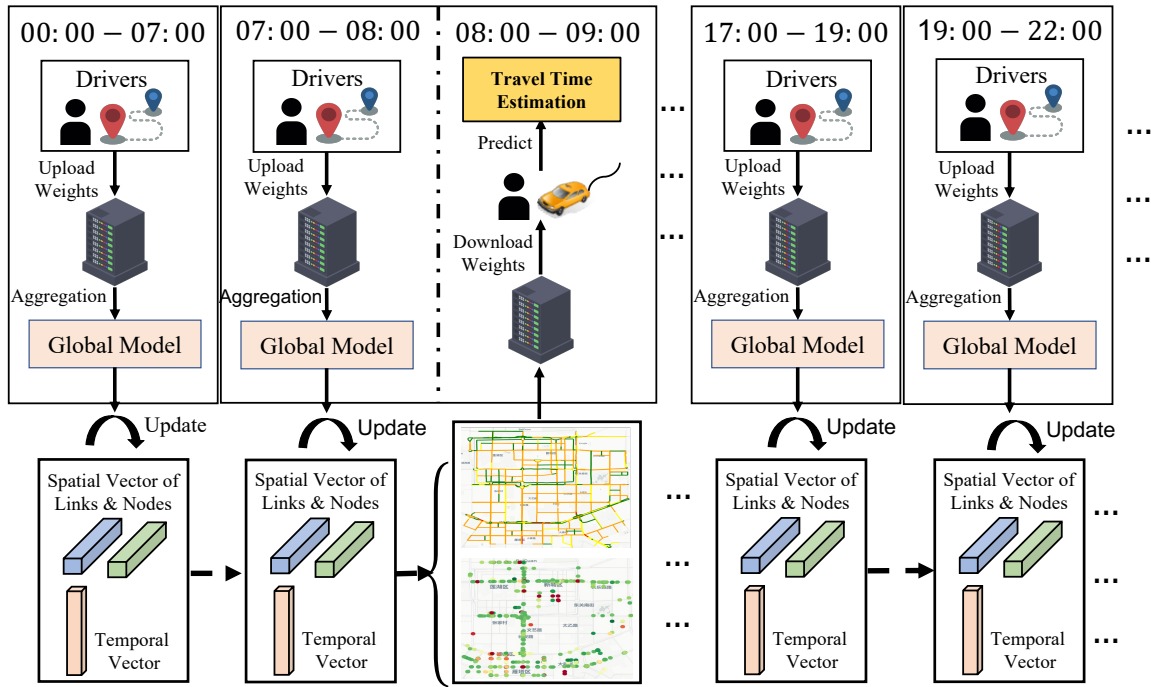 00:00 − 07:00
Drivers
Upload
Weights
Aggregation
Global Model
Update
Spatial Vector of
Links & Nodes
Temporal
Vector
07:00 − 08:00
Drivers
Upload
Weights
Aggregation
Global Model
Update
Spatial Vector of
Links & Nodes
Temporal
Vector
08:00 − 09:00
Travel Time
Estimation
Predict
Download
Weights
...
...
...
...
...
...
17:00 − 19:00
Drivers
Upload
Weights
Aggregation
Global Model
Update
Spatial Vector of
Links & Nodes
Temporal
Vector
19:00 − 22:00
Drivers
Upload
Weights
Aggregation
Global Model
Update
Spatial Vector of
Links & Nodes
Temporal
Vector
...
...
...
...
...
...